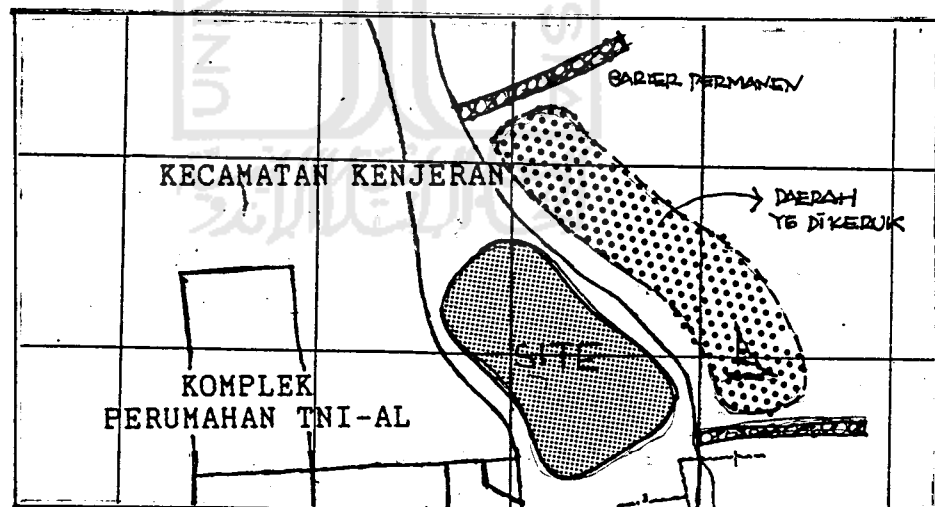 BARIER PERMANEN
KECAMATAN KENJERAN
DAERAH
YG DIKERUK
SITE
KOMPLEK
PERUMAHAN TNI-AL